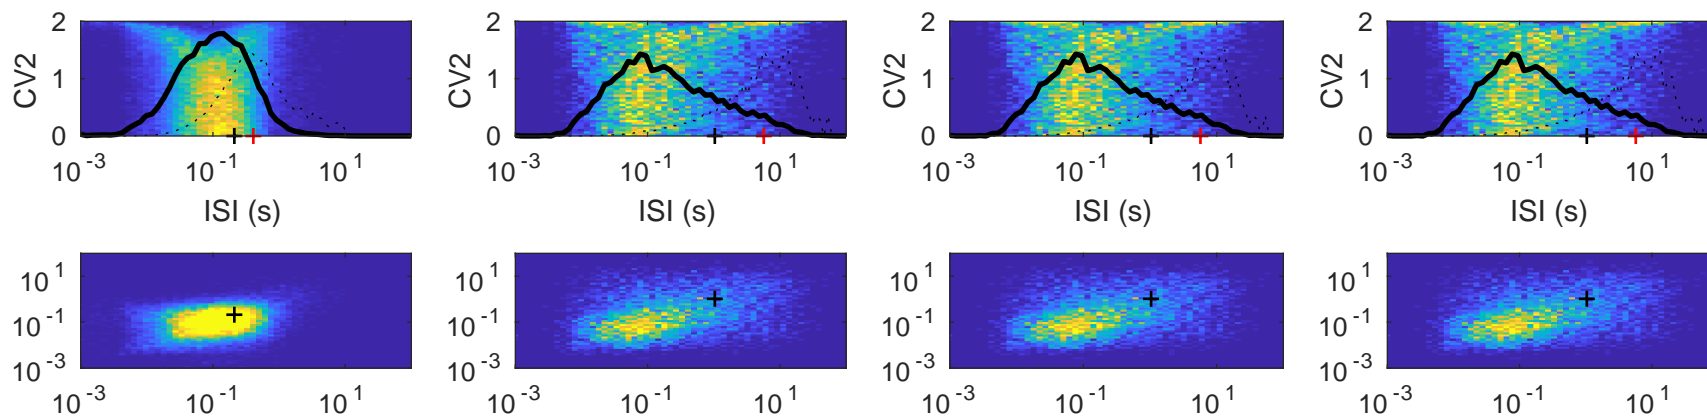 2 2 2 2
CV2 CV2 CV2 CV2
1 1 1 1
0 0 0 0
10^-3 10^-1 10^1 10^-3 10^-1 10^1 10^-3 10^-1 10^1 10^-3 10^-1 10^1
ISI (s) ISI (s) ISI (s) ISI (s)
10^1 10^1 10^1 10^1
10^-1 10^-1 10^-1 10^-1
10^-3 10^-3 10^-3 10^-3
10^-3 10^-1 10^1 10^-3 10^-1 10^1 10^-3 10^-1 10^1 10^-3 10^-1 10^1